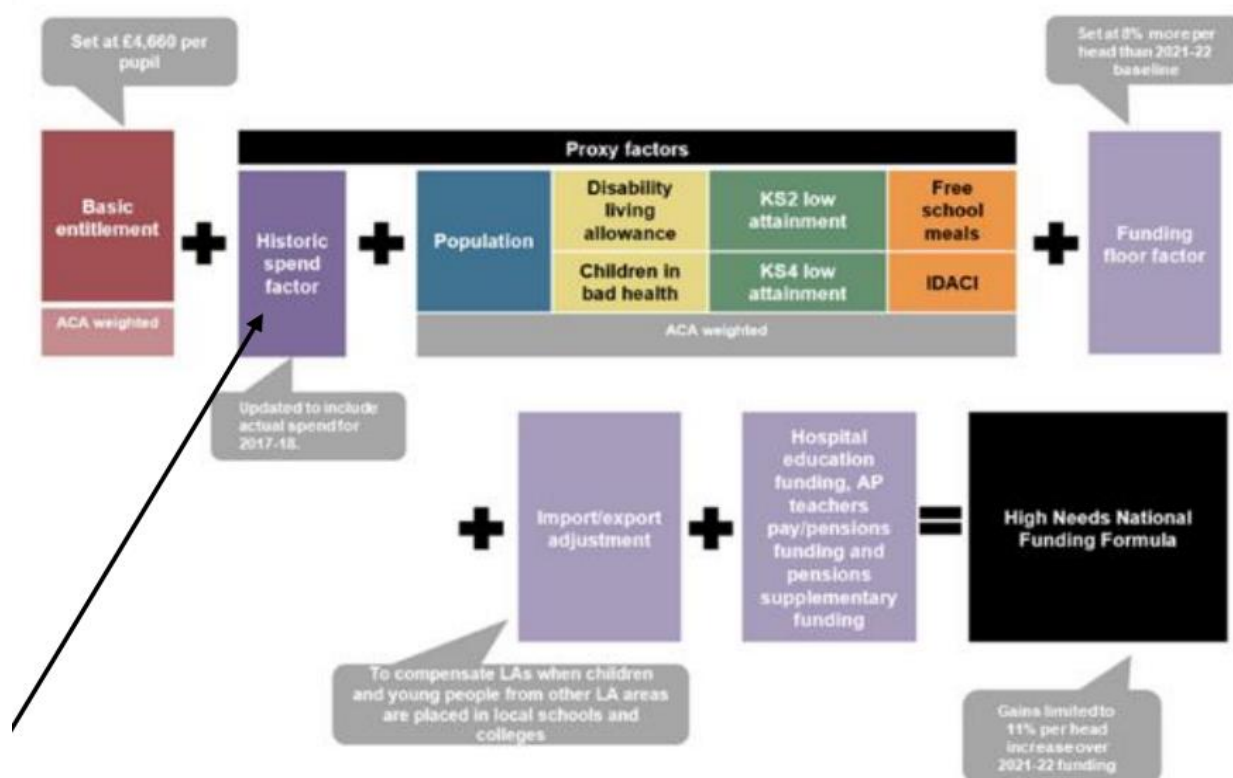 Set at £4,660 per
pupil
Set at 8% more per
head than 2021-22
baseline
Basic
entitlement
ACA weighted
Historic
spend
factor
Proxy factors
Population
Disability
living
allowance
Children in
bad health
KS2 low
attainment
KS4 low
attainment
Free
school
meals
IDACI
ACA weighted
Funding
floor factor
Updated to include
actual spend for
2017-18.
Import/export
adjustment
Hospital
education
funding, AP
teachers
pay/pensions
funding and
pensions
supplementary
funding
High Needs National
Funding Formula
To compensate LAs when children
and young people from other LA areas
are placed in local schools and
colleges
Gains limited to
11% per head
increase over
2021-22 funding